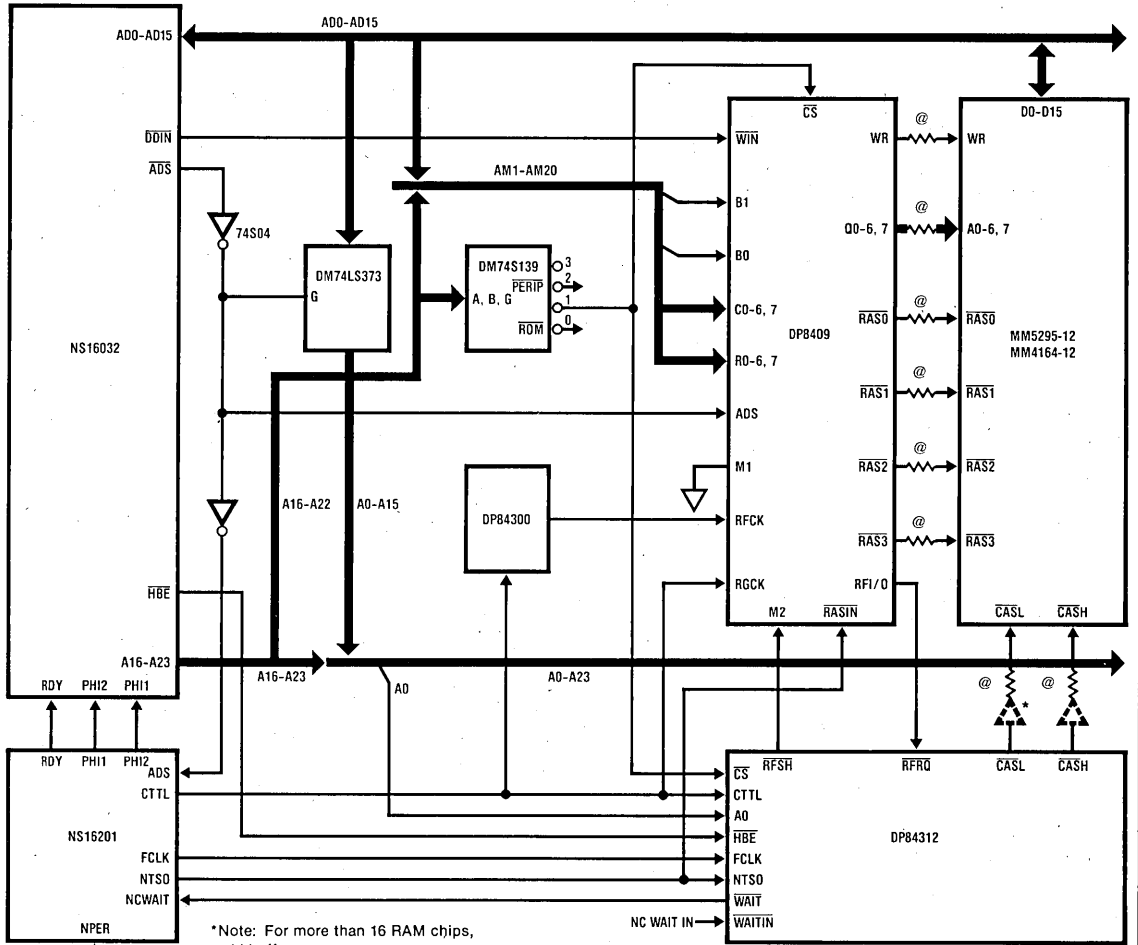 AD0-AD15
AD0-AD15
DDIN
ADS
NS16032
HBE
A16-A23
RDY PHI2 PHI1
74S04
DM74LS373
G
AM1-AM20
DM74S139
A, B, G
3
PERIP 2
1
ROM 0
A16-A22
A0-A15
DP84300
A16-A23
A0
A0-A23
CS
WIN
B1
B0
C0-6, 7
R0-6, 7
ADS
M1
RFCK
RGCK
M2
RASIN
DP8409
WR
Q0-6, 7
RAS0
RAS1
RAS2
RAS3
RFI/O
@
@
@
@
@
@
D0-D15
WR
A0-6, 7
RAS0
MM5295-12
MM4164-12
RAS1
RAS2
RAS3
CASL CASH
@ @
*
RDY PHI1 PHI2
ADS
CTTL
NS16201
FCLK
NTSO
NCWAIT
NPER
RFSH RFRQ CASL CASH
CS
CTTL
A0
HBE
DP84312
FCLK
NTSO
WAIT
NC WAIT IN WAITIN
*Note: For more than 16 RAM chips,